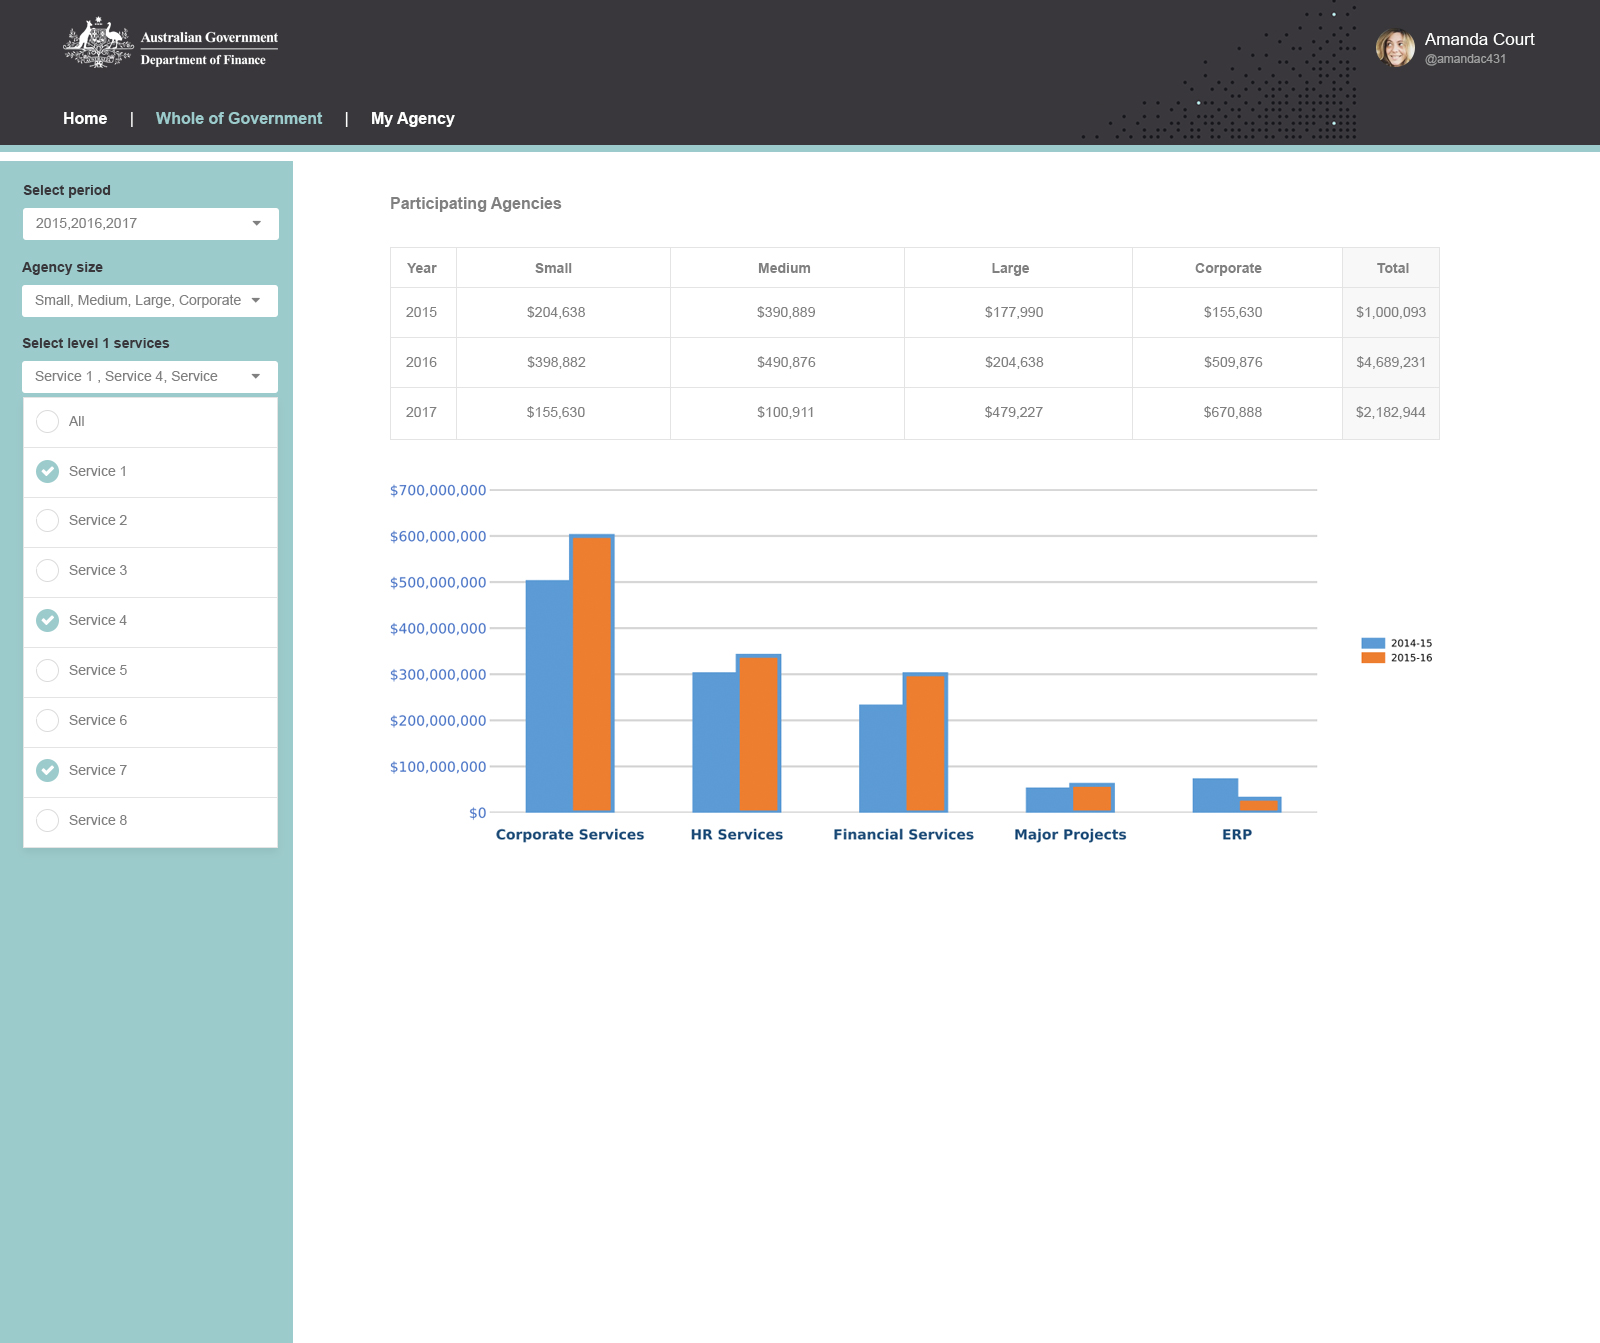 Australian Government
Department of Finance
Amanda Court
@amandac431
Home | Whole of Government | My Agency
Select period
2015,2016,2017
Agency size
Small, Medium, Large, Corporate
Select level 1 services
Service 1 , Service 4, Service
All
Service 1
Service 2
Service 3
Service 4
Service 5
Service 6
Service 7
Service 8
Participating Agencies
Year Small Medium Large Corporate Total
2015 $204,638 $390,889 $177,990 $155,630 $1,000,093
2016 $398,882 $490,876 $204,638 $509,876 $4,689,231
2017 $155,630 $100,911 $479,227 $670,888 $2,182,944
$700,000,000
$600,000,000
$500,000,000
$400,000,000
$300,000,000
$200,000,000
$100,000,000
$0
Corporate Services HR Services Financial Services Major Projects ERP
2014-15
2015-16